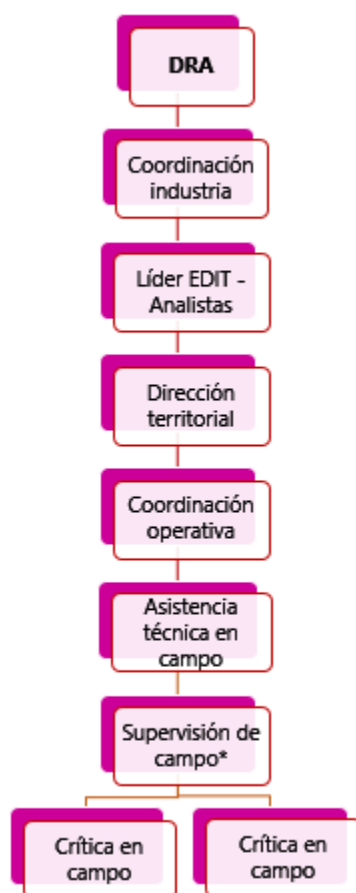 DRA
Coordinación
industria
Líder EDIT -
Analistas
Dirección
territorial
Coordinación
operativa
Asistencia
técnica en
campo
Supervisión de
campo*
Crítica en
campo
Crítica en
campo